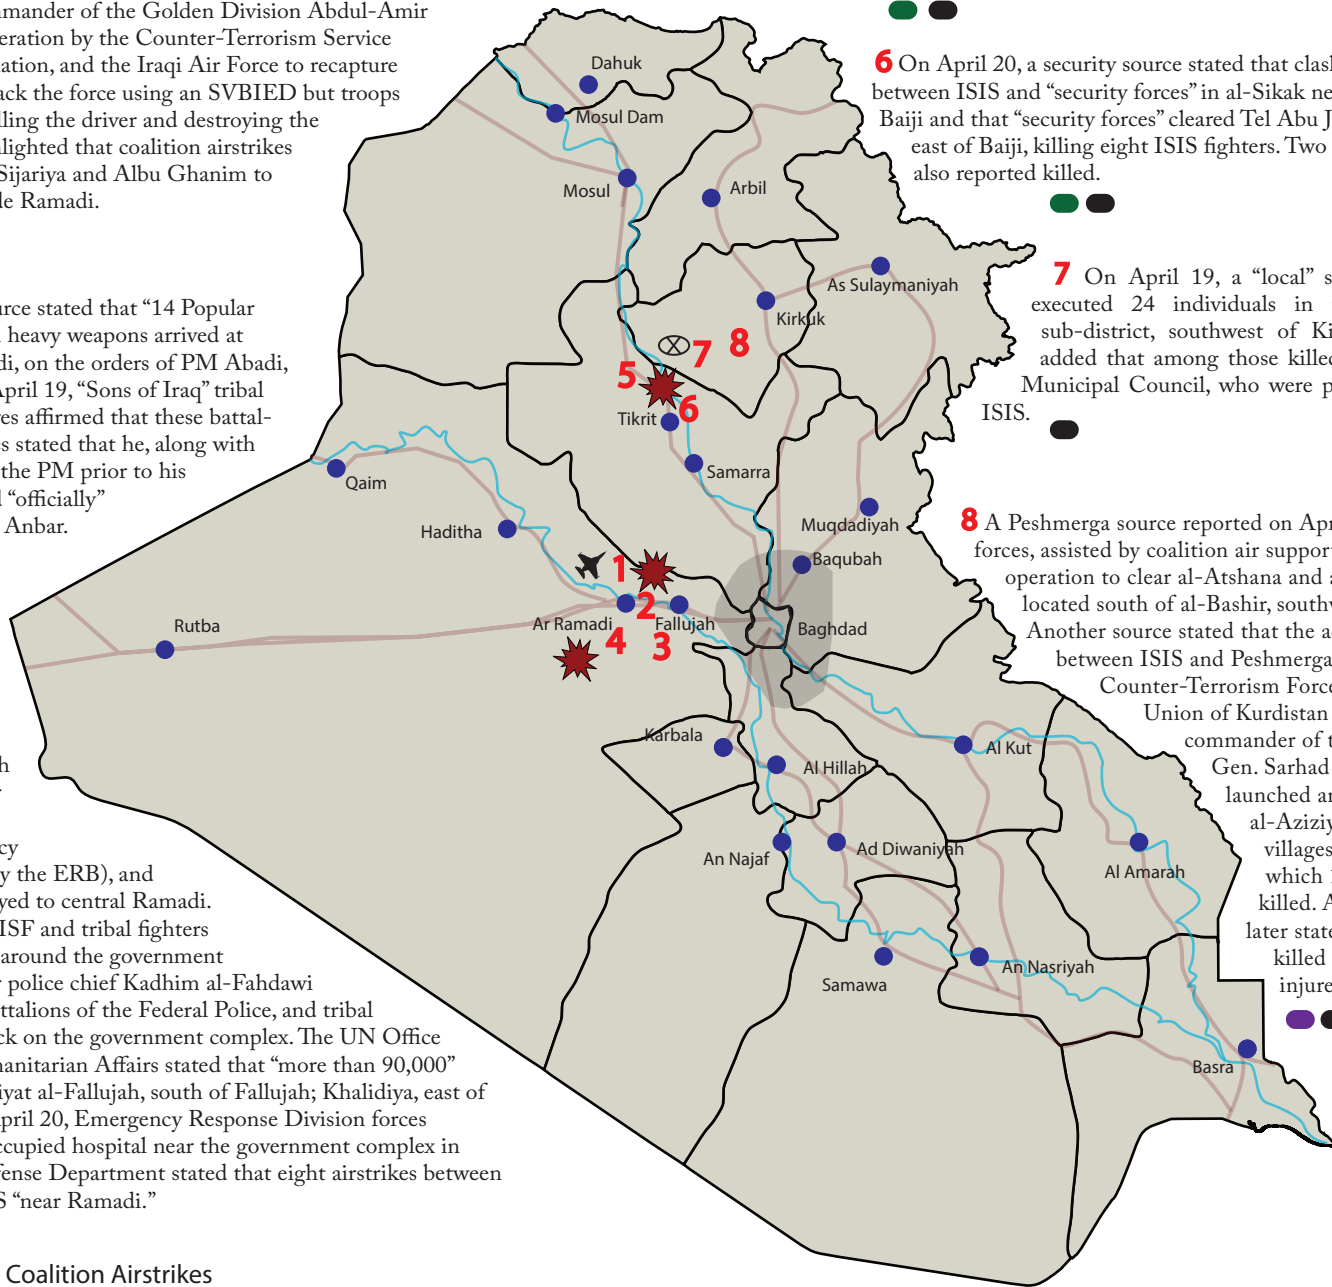 mmander of the Golden Division Abdul-Amir
eration by the Counter-Terrorism Service
ation, and the Iraqi Air Force to recapture
ack the force using an SVBIED but troops
lling the driver and destroying the
hlighted that coalition airstrikes
Sijariya and Albu Ghanim to
de Ramadi.
urce stated that “14 Popular
heavy weapons arrived at
di, on the orders of PM Abadi,
April 19, “Sons of Iraq” tribal
ves affirmed that these battal-
es stated that he, along with
the PM prior to his
d “officially”
Anbar.
h
cy
y the ERB), and
yed to central Ramadi.
ISF and tribal fighters
around the government
r police chief Kadhim al-Fahdawi
ttalions of the Federal Police, and tribal
ck on the government complex. The UN Office
manitarian Affairs stated that “more than 90,000”
iyat al-Fallujah, south of Fallujah; Khalidiya, east of
April 20, Emergency Response Division forces
ccupied hospital near the government complex in
fense Department stated that eight airstrikes between
S “near Ramadi.”
Coalition Airstrikes
Dahuk
Mosul Dam
Mosul
Arbil
As Sulaymaniyah
Kirkuk
7
8
5
6
Tikrit
Samarra
Qaim
Haditha
Muqdadiyah
Baqubah
1
2
Ar Ramadi
Fallujah
4
3
Baghdad
Rutba
Karbala
Al Hillah
Al Kut
An Najaf
Ad Diwaniyah
Al Amarah
Samawa
An Nasriyah
Basra
6 On April 20, a security source stated that clash
between ISIS and “security forces” in al-Sikak ne
Baiji and that “security forces” cleared Tel Abu J
east of Baiji, killing eight ISIS fighters. Two
also reported killed.
7 On April 19, a “local” s
executed 24 individuals in
sub-district, southwest of Ki
added that among those killed
Municipal Council, who were p
ISIS.
8 A Peshmerga source reported on Apr
forces, assisted by coalition air support
operation to clear al-Atshana and a
located south of al-Bashir, southw
Another source stated that the a
between ISIS and Peshmerga
Counter-Terrorism Force
Union of Kurdistan
commander of t
Gen. Sarhad
launched an
al-Aziziy
villages
which 1
killed. A
later state
killed
injure